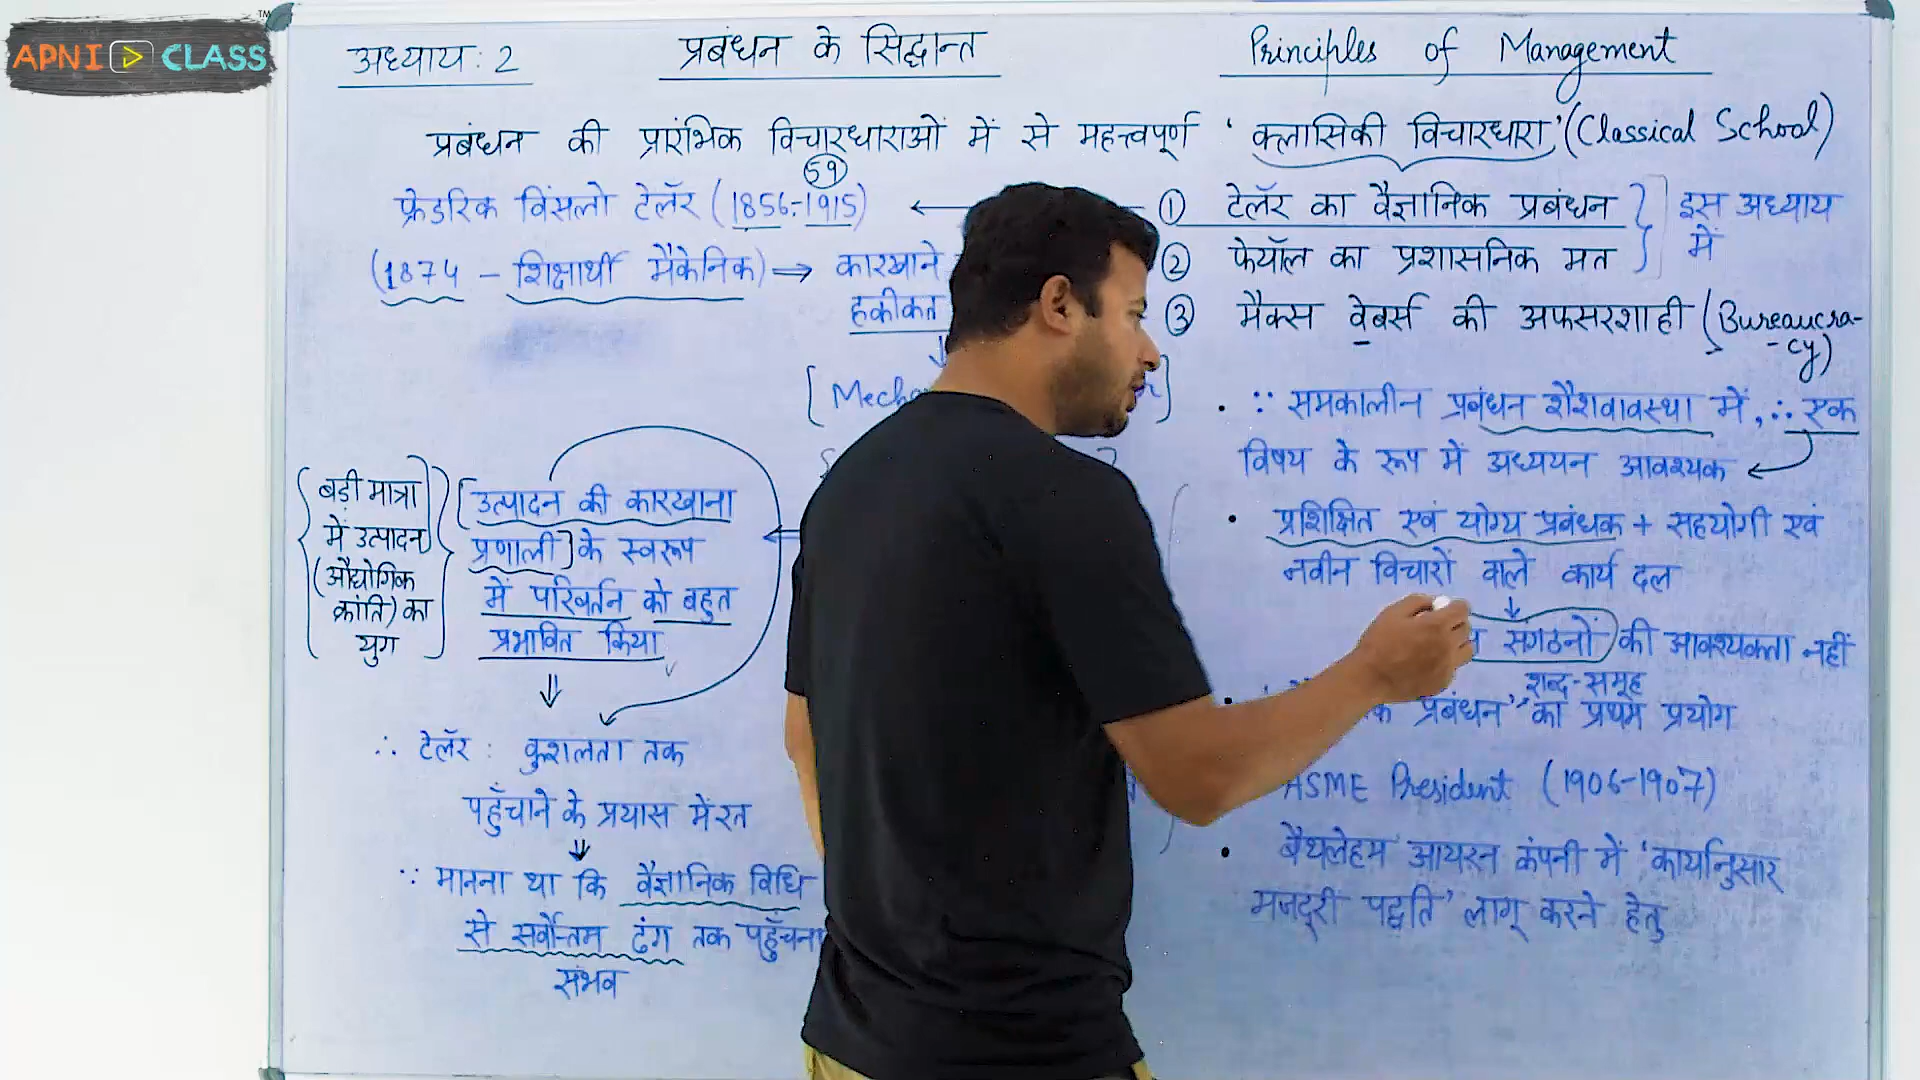 APNI CLASS
TM
अध्याय : 2
प्रबंधन के सिद्धान्त
Principles of Management
प्रबंधन की प्रारंभिक विचारधाराओं में से महत्त्वपूर्ण 'क्लासिकी विचारधारा' (Classical School)
59
फ्रेडरिक विंसलो टेलॅर (1856-1915)
(1874 - शिक्षार्थी मैकेनिक) ⇒ कारखाने
हकीकत
① टेलॅर का वैज्ञानिक प्रबंधन
② फेयॉल का प्रशासनिक मत
इस अध्याय
में
③ मैक्स वेबर्स की अफसरशाही (Bureaucra-
-cy)
बड़ी मात्रा
में उत्पादन
(औद्योगिक
क्रांति) का
युग
[उत्पादन की कारखाना
प्रणाली] के स्वरूप
में परिवर्तन को बहुत
प्रभावित किया
∴ टेलॅर : कुशलता तक
पहुँचाने के प्रयास में रत
∵ मानना था कि वैज्ञानिक विधि
से सर्वोत्तम ढंग तक पहुँचना
संभव
• ∵ समकालीन प्रबंधन शैशवावस्था में, ∴ एक
विषय के रूप में अध्ययन आवश्यक
• प्रशिक्षित एवं योग्य प्रबंधक + सहयोगी एवं
नवीन विचारों वाले कार्य दल
संगठनों की आवश्यकता नहीं
शब्द-समूह
प्रबंधन' का प्रथम प्रयोग
ASME President (1906-1907)
• बैथलेहम आयरन कंपनी में 'कार्यानुसार
मजदूरी पद्धति' लागू करने हेतु